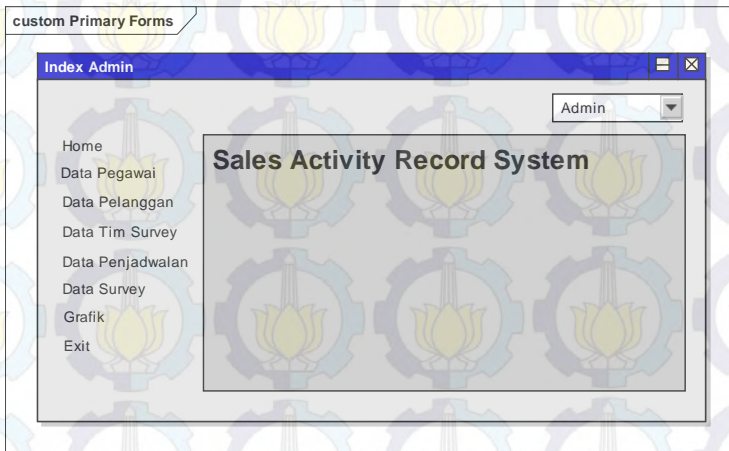 custom Primary Forms
Index Admin
Admin
Home
Data Pegawai
Data Pelanggan
Data Tim Survey
Data Penjadwalan
Data Survey
Grafik
Exit
Sales Activity Record System